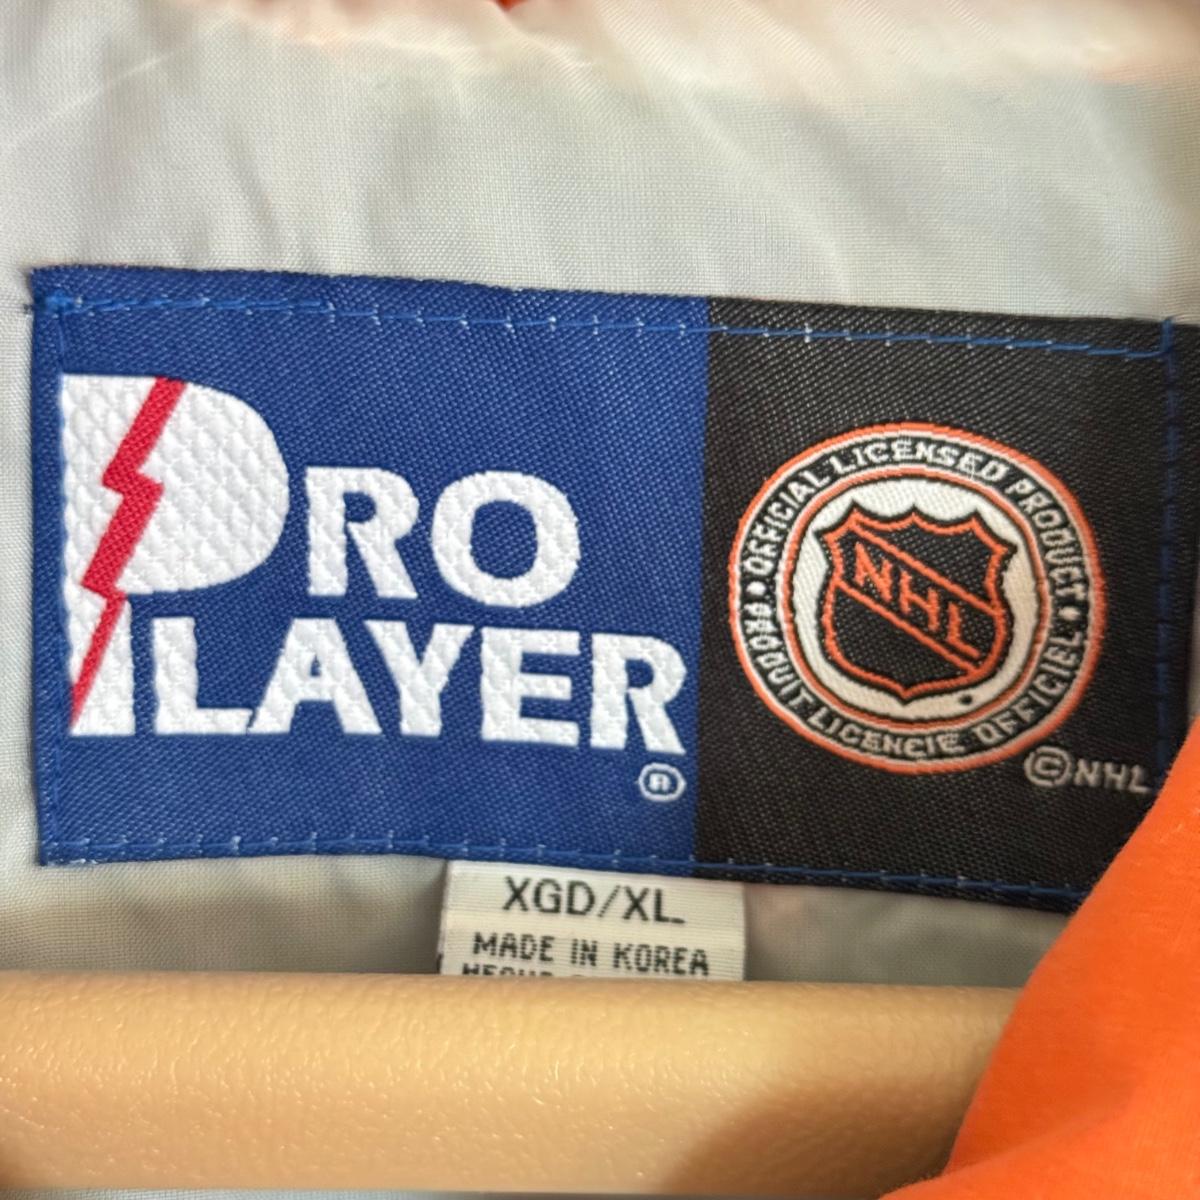 PRO
PLAYER
®
• OFFICIAL LICENSED PRODUCT •
PRODUIT LICENCIE OFFICIEL
NHL
©NHL
XGD/XL
MADE IN KOREA